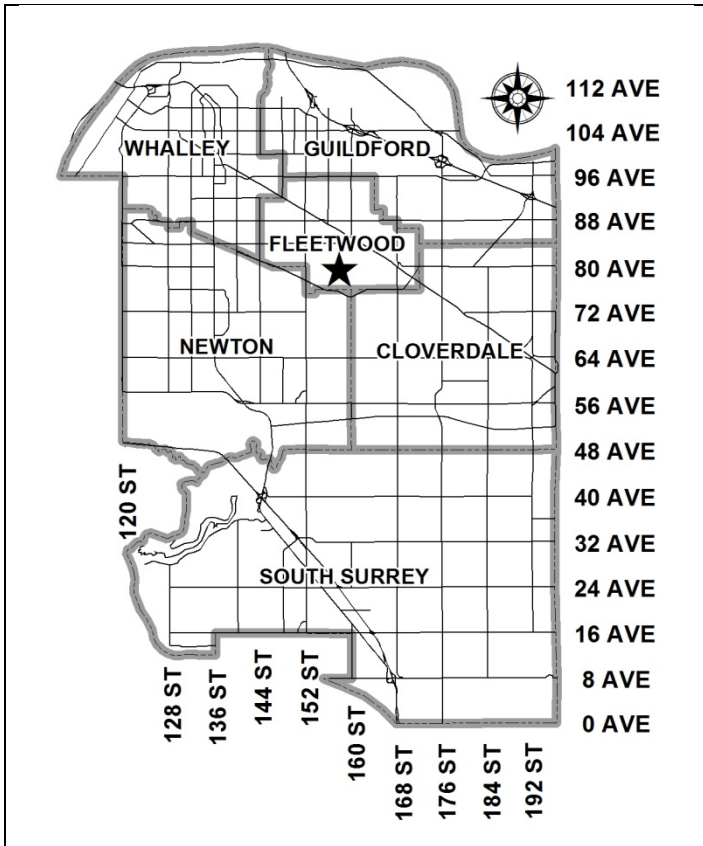 112 AVE
104 AVE
WHALLEY
GUILDFORD
96 AVE
88 AVE
FLEETWOOD
80 AVE
72 AVE
NEWTON
CLOVERDALE
64 AVE
56 AVE
48 AVE
120 ST
40 AVE
32 AVE
SOUTH SURREY
24 AVE
16 AVE
128 ST
136 ST
144 ST
152 ST
160 ST
8 AVE
0 AVE
168 ST
176 ST
184 ST
192 ST